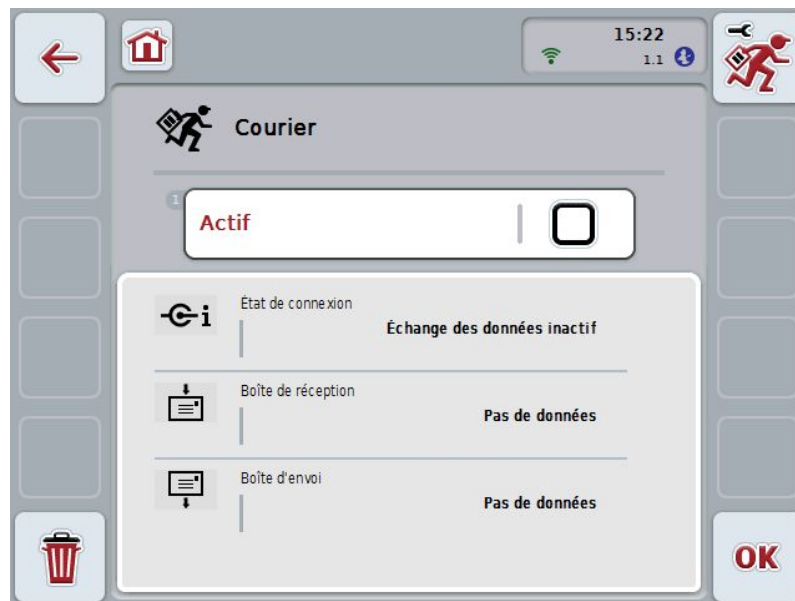 15:22
1.1
Courier
1
Actif
État de connexion
Échange des données inactif
Boîte de réception
Pas de données
Boîte d'envoi
Pas de données
OK